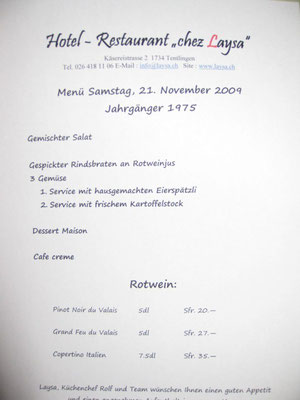 Hotel - Restaurant „chez Laysa"
Käsereistrasse 2 1734 Tentlingen
Tel. 026 418 11 06 E-Mail : info@laysa.ch Site : www.laysa.ch
Menü Samstag, 21. November 2009
Jahrgänger 1975
Gemischter Salat
Gespickter Rindsbraten an Rotweinjus
3 Gemüse
1. Service mit hausgemachten Eierspätzli
2. Service mit frischem Kartoffelstock
Dessert Maison
Cafe creme
Rotwein:
Pinot Noir du Valais 5dl Sfr. 20.—
Grand Feu du Valais 5dl Sfr. 27.—
Copertino Italien 7.5dl Sfr. 35.—
Laysa, Küchenchef Rolf und Team wünschen Ihnen einen guten Appetit
und einen